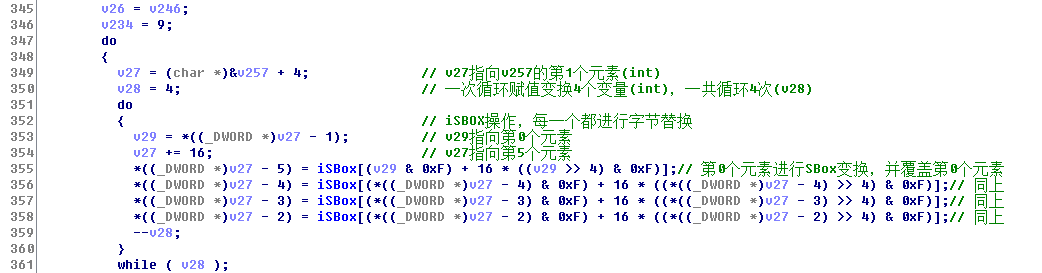 345 v26 = v246;
346 v234 = 9;
347 do
348 {
349 v27 = (char *)&v257 + 4; // v27指向v257的第1个元素(int)
350 v28 = 4; // 一次循环赋值变换4个变量(int), 一共循环4次(v28)
351 do
352 { // iSBOX操作, 每一个都进行字节替换
353 v29 = *((_DWORD *)v27 - 1); // v29指向第0个元素
354 v27 += 16; // v27指向第5个元素
355 *((_DWORD *)v27 - 5) = iSBox[(v29 & 0xF) + 16 * ((v29 >> 4) & 0xF)];// 第0个元素进行SBox变换, 并覆盖第0个元素
356 *((_DWORD *)v27 - 4) = iSBox[(*((_DWORD *)v27 - 4) & 0xF) + 16 * ((*((_DWORD *)v27 - 4) >> 4) & 0xF)];// 同上
357 *((_DWORD *)v27 - 3) = iSBox[(*((_DWORD *)v27 - 3) & 0xF) + 16 * ((*((_DWORD *)v27 - 3) >> 4) & 0xF)];// 同上
358 *((_DWORD *)v27 - 2) = iSBox[(*((_DWORD *)v27 - 2) & 0xF) + 16 * ((*((_DWORD *)v27 - 2) >> 4) & 0xF)];// 同上
359 --v28;
360 }
361 while ( v28 );